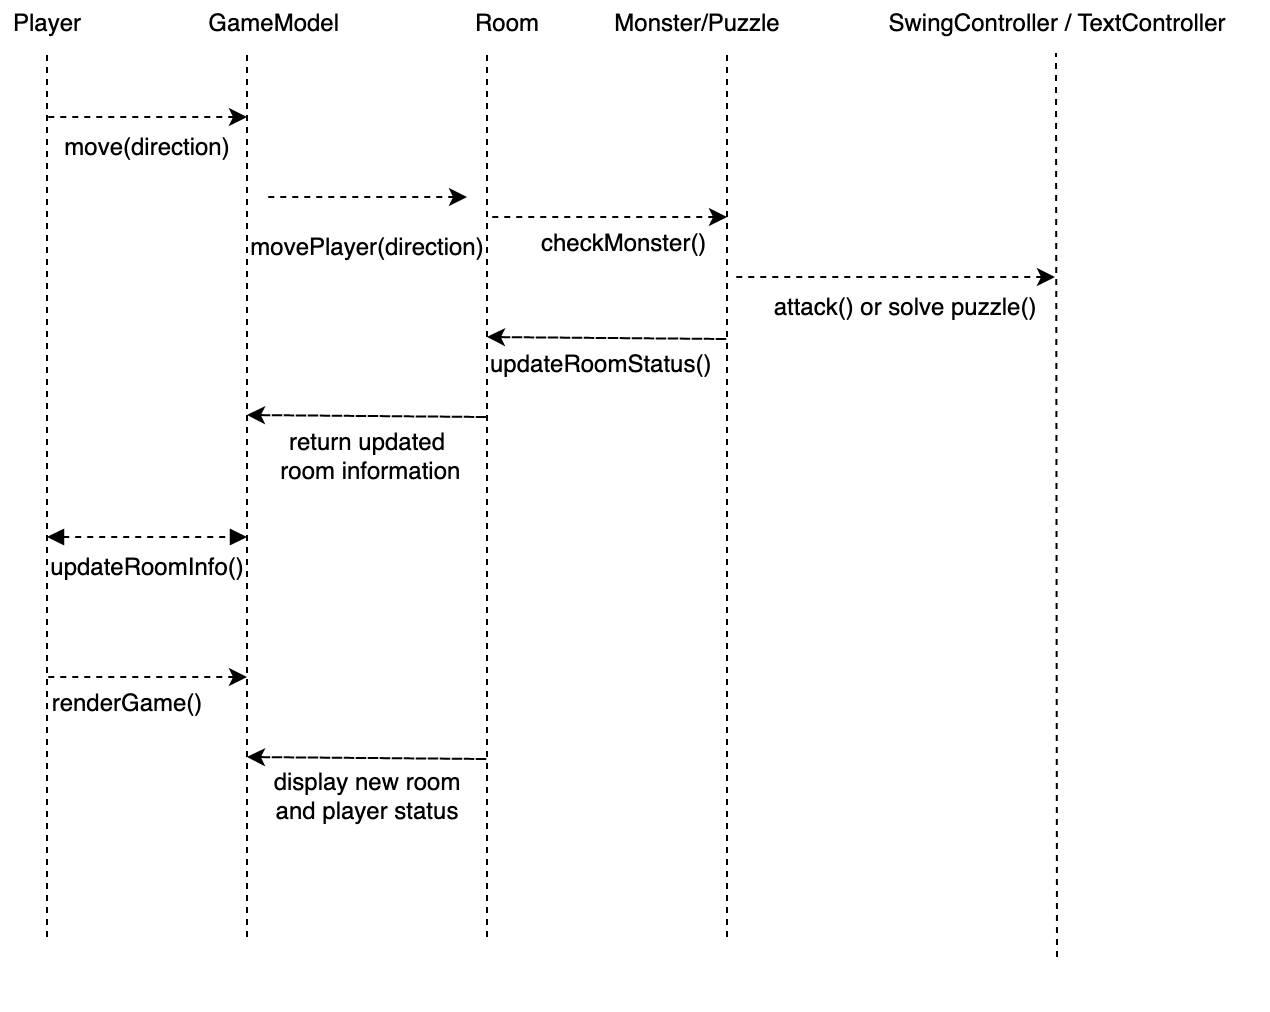 Player
GameModel
Room
Monster/Puzzle
SwingController / TextController
move(direction)
movePlayer(direction)
checkMonster()
attack() or solve puzzle()
updateRoomStatus()
return updated
room information
updateRoomInfo()
renderGame()
display new room
and player status